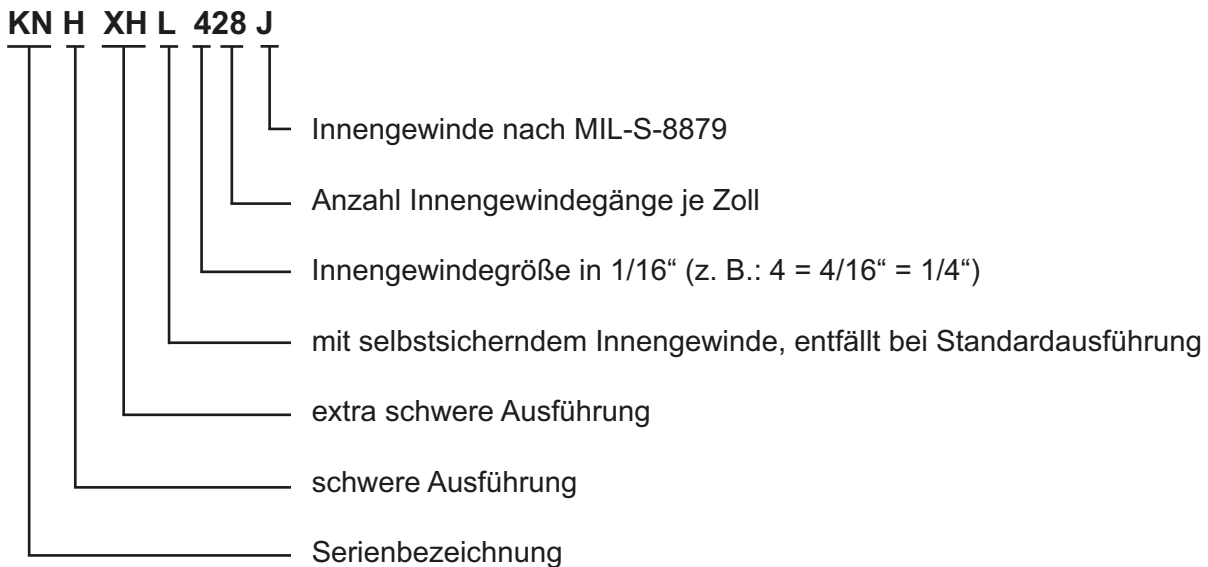 KN H XH L 428 J
Innengewinde nach MIL-S-8879
Anzahl Innengewindegänge je Zoll
Innengewindegröße in 1/16“ (z. B.: 4 = 4/16“ = 1/4“)
mit selbstsicherndem Innengewinde, entfällt bei Standardausführung
extra schwere Ausführung
schwere Ausführung
Serienbezeichnung